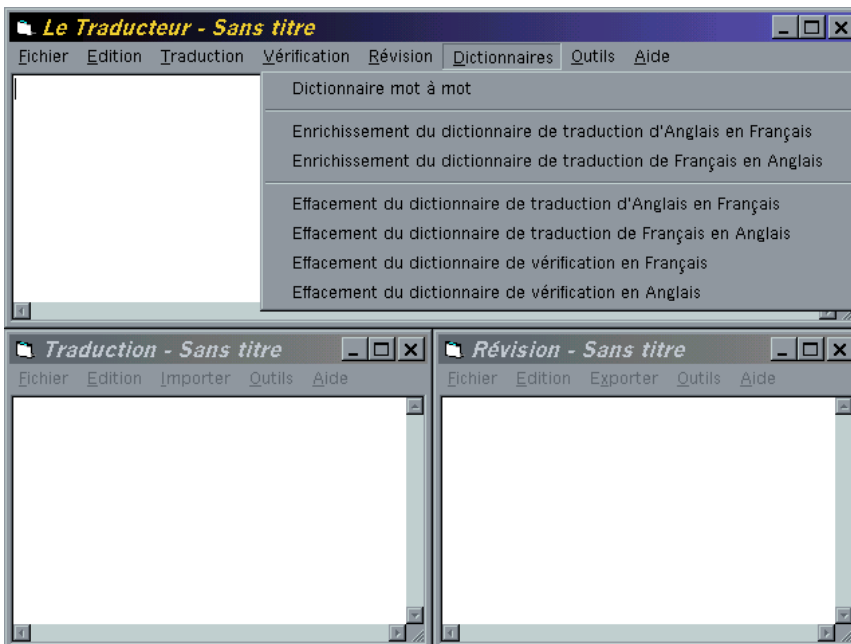 Le Traducteur - Sans titre
Fichier Edition Traduction Vérification Révision Dictionnaires Outils Aide
Dictionnaire mot à mot
Enrichissement du dictionnaire de traduction d'Anglais en Français
Enrichissement du dictionnaire de traduction de Français en Anglais
Effacement du dictionnaire de traduction d'Anglais en Français
Effacement du dictionnaire de traduction de Français en Anglais
Effacement du dictionnaire de vérification en Français
Effacement du dictionnaire de vérification en Anglais
Traduction - Sans titre
Fichier Edition Importer Outils Aide
Révision - Sans titre
Fichier Edition Exporter Outils Aide